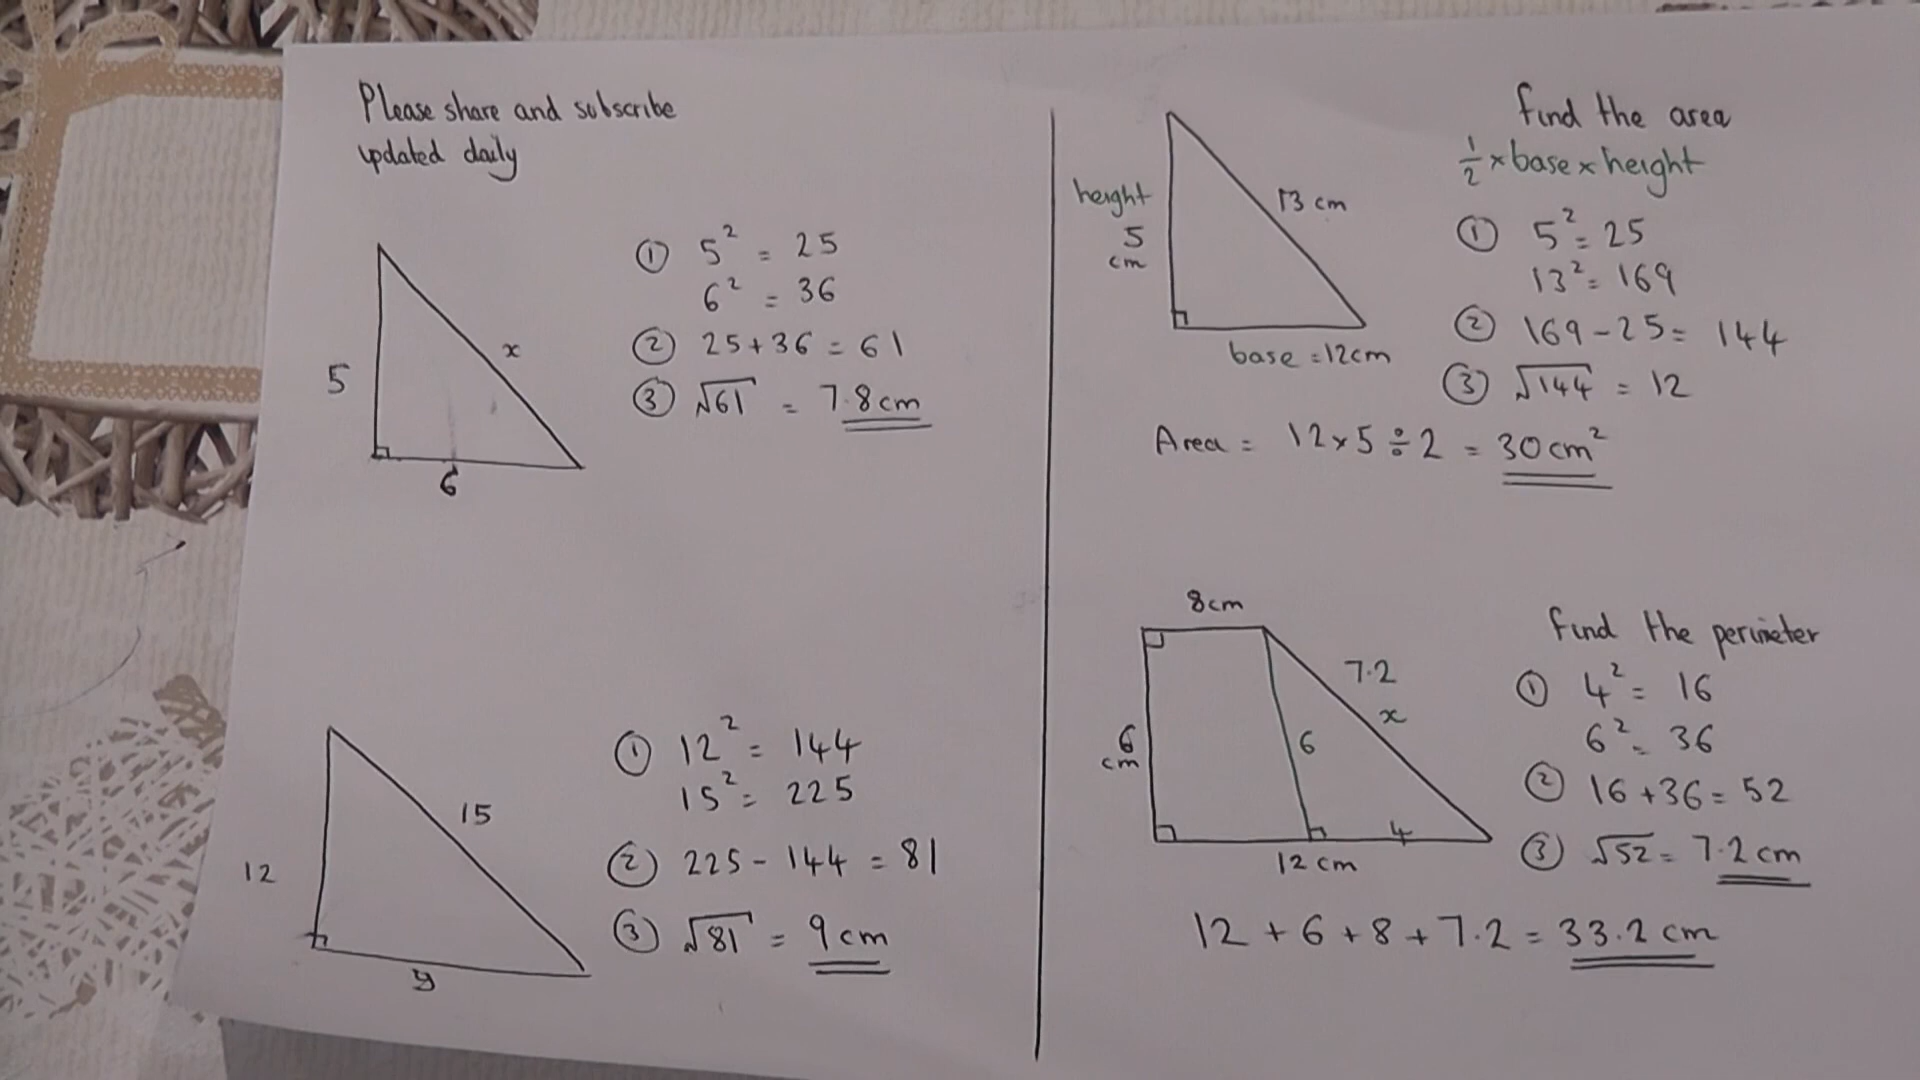 Please share and subscribe
updated daily
5
x
6
① 5² = 25
6² = 36
② 25 + 36 = 61
③ √61 = 7.8cm
12
15
y
① 12² = 144
15² = 225
② 225 - 144 = 81
③ √81 = 9cm
find the area
½ × base × height
height
5
cm
13 cm
base = 12cm
① 5² = 25
13² = 169
② 169 - 25 = 144
③ √144 = 12
Area = 12 × 5 ÷ 2 = 30cm²
find the perimeter
8cm
6
cm
6
7.2
x
4
12cm
① 4² = 16
6² = 36
② 16 + 36 = 52
③ √52 = 7.2cm
12 + 6 + 8 + 7.2 = 33.2 cm